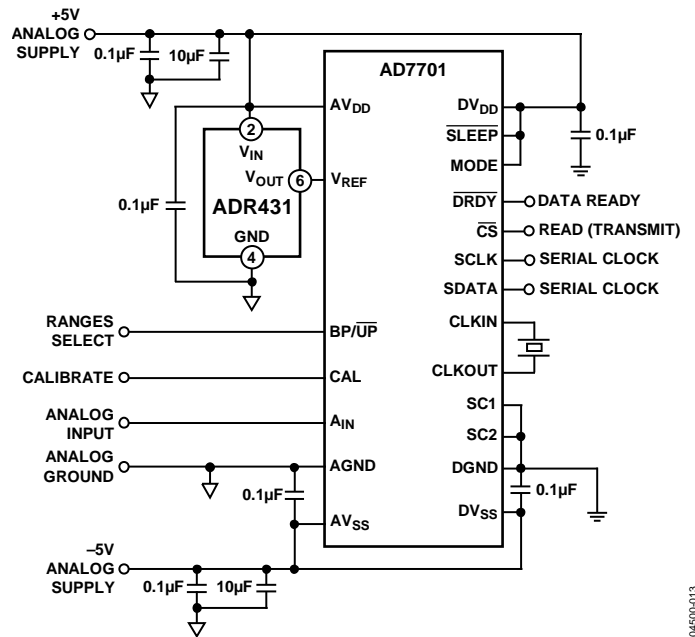 +5V
ANALOG
SUPPLY
0.1µF
10µF
AD7701
AVDD
DVDD
SLEEP
MODE
0.1µF
2
VIN
VOUT
6
VREF
ADR431
0.1µF
GND
4
DRDY
DATA READY
CS
READ (TRANSMIT)
SCLK
SERIAL CLOCK
SDATA
SERIAL CLOCK
RANGES
SELECT
BP/UP
CLKIN
CLKOUT
CALIBRATE
CAL
ANALOG
INPUT
AIN
SC1
SC2
ANALOG
GROUND
AGND
DGND
0.1µF
0.1µF
AVSS
DVSS
–5V
ANALOG
SUPPLY
0.1µF
10µF
04500-013